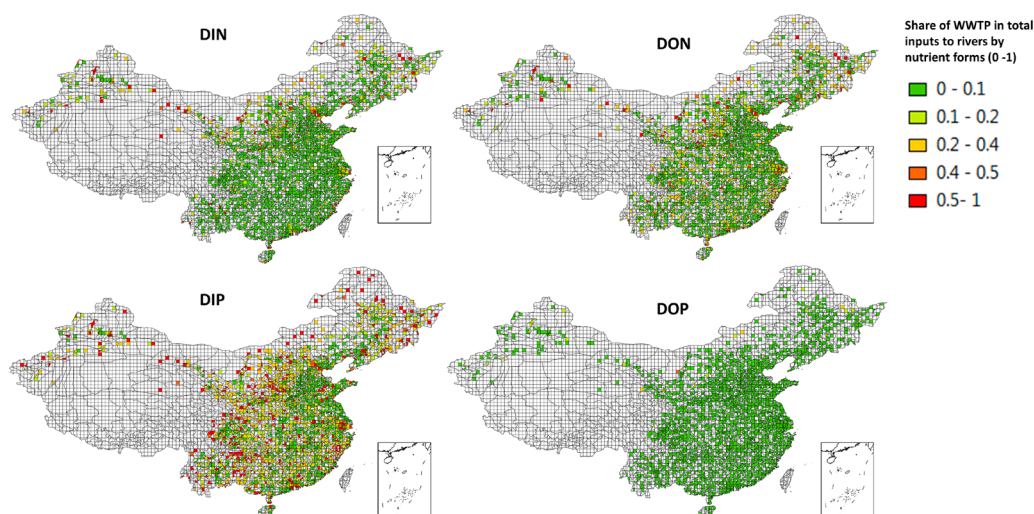 DIN
DON
Share of WWTP in total
inputs to rivers by
nutrient forms (0 -1)
0 - 0.1
0.1 - 0.2
0.2 - 0.4
0.4 - 0.5
0.5- 1
DIP
DOP